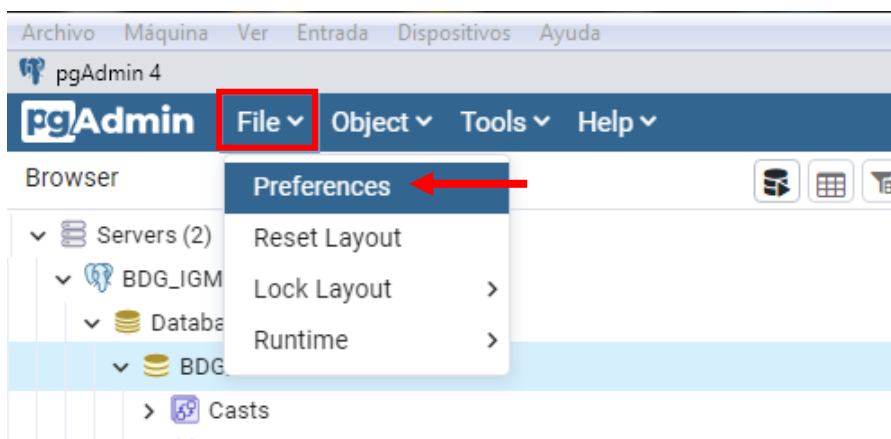 Archivo Máquina Ver Entrada Dispositivos Ayuda
pgAdmin 4
pgAdmin File Object Tools Help
Browser
Preferences
Servers (2)
Reset Layout
BDG_IGM
Lock Layout
Databa
Runtime
BDG
Casts